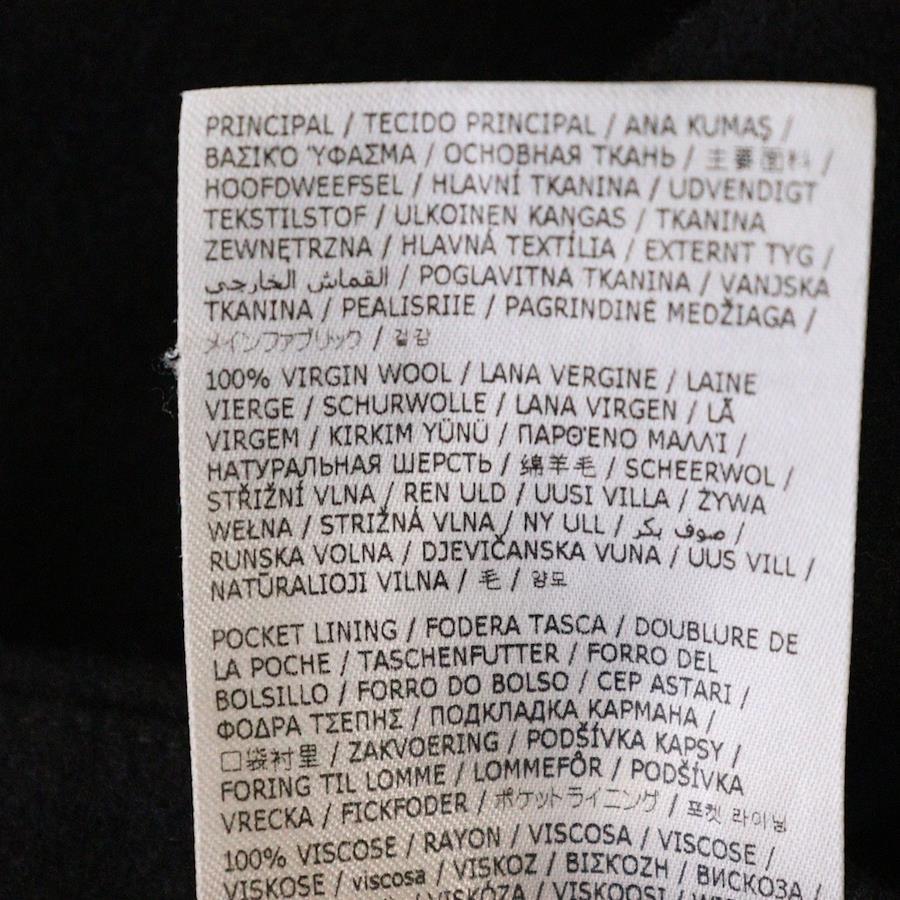 PRINCIPAL / TECIDO PRINCIPAL / ANA KUMAŞ /
ΒΑΣΙΚΌ ΎΦΑΣΜΑ / ОСНОВНАЯ ТКАНЬ / 主要面料 /
HOOFDWEEFSEL / HLAVNÍ TKANINA / UDVENDIGT
TEKSTILSTOF / ULKOINEN KANGAS / TKANINA
ZEWNĘTRZNA / HLAVNÁ TEXTÍLIA / EXTERNT TYG /
القماش الخارجي / POGLAVITNA TKANINA / VANJSKA
TKANINA / PEALISRIIE / PAGRINDINĖ MEDŽIAGA /
メインファブリック / 겉감
100% VIRGIN WOOL / LANA VERGINE / LAINE
VIERGE / SCHURWOLLE / LANA VIRGEN / LÃ
VIRGEM / KIRKIM YÜNÜ / ΠΑΡΘΈΝΟ ΜΑΛΛΊ /
НАТУРАЛЬНАЯ ШЕРСТЬ / 绵羊毛 / SCHEERWOL /
STŘIŽNÍ VLNA / REN ULD / UUSI VILLA / ŻYWA
WEŁNA / STRIŽNÁ VLNA / NY ULL / صوف بكر /
RUNSKA VOLNA / DJEVIČANSKA VUNA / UUS VILL /
NATŪRALIOJI VILNA / 毛 / 양모
POCKET LINING / FODERA TASCA / DOUBLURE DE
LA POCHE / TASCHENFUTTER / FORRO DEL
BOLSILLO / FORRO DO BOLSO / CEP ASTARI /
ΦΟΔΡΑ ΤΣΕΠΗΣ / ПОДКЛАДКА КАРМАНА /
口袋衬里 / ZAKVOERING / PODŠÍVKA KAPSY /
FORING TIL LOMME / LOMMEFÔR / PODŠÍVKA
VRECKA / FICKFODER / ポケットライニング / 포켓 라이닝
100% VISCOSE / RAYON / VISCOSA / VISCOSE /
VISKOSE / viscosa / VISKOZ / ΒΙΣΚΟΖΗ / ВИСКОЗА /
VISKÓZA / VISKOOSI /